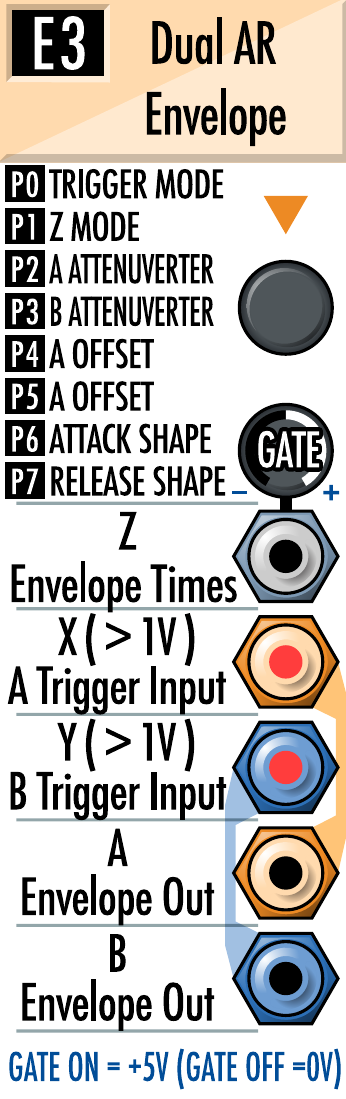 E3
Dual AR
Envelope
P0 TRIGGER MODE
P1 Z MODE
P2 A ATTENUVERTER
P3 B ATTENUVERTER
P4 A OFFSET
P5 A OFFSET
P6 ATTACK SHAPE
P7 RELEASE SHAPE
GATE
– +
Z
Envelope Times
X ( > 1V )
A Trigger Input
Y ( > 1V )
B Trigger Input
A
Envelope Out
B
Envelope Out
GATE ON = +5V (GATE OFF =0V)